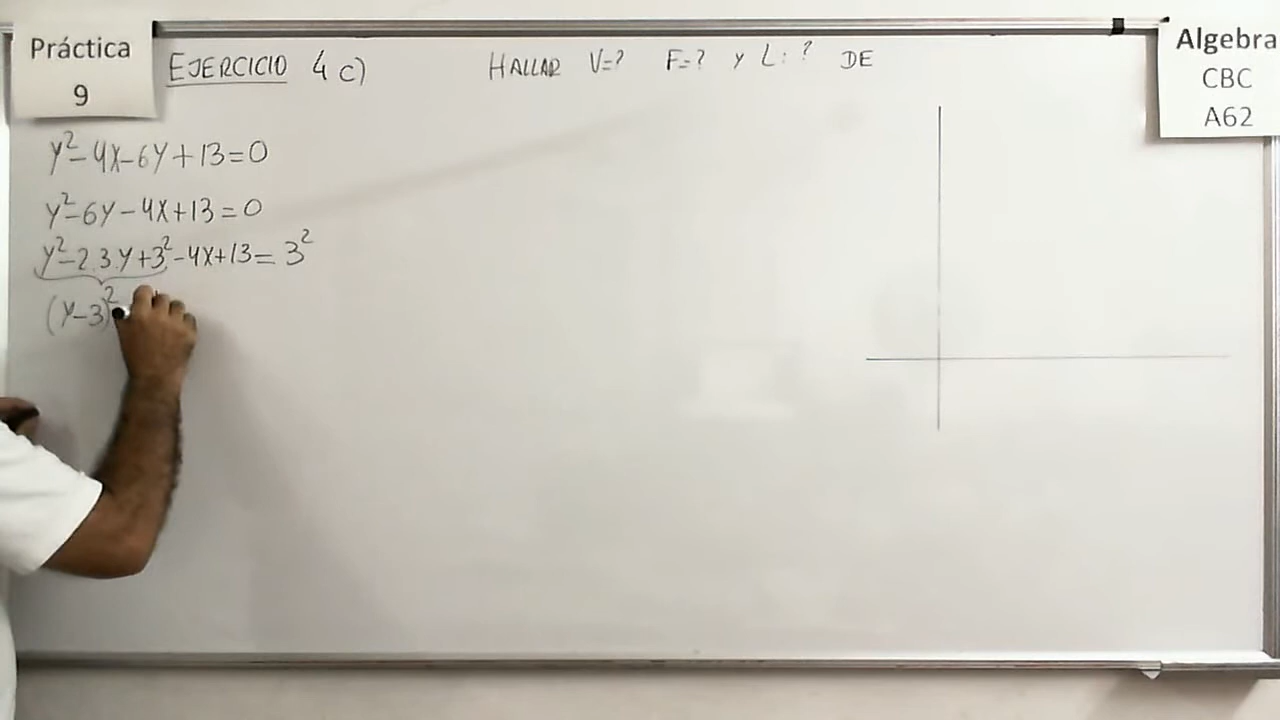 Práctica
9
EJERCICIO 4 c)
HALLAR V=? F=? y L:? DE
Algebra
CBC
A62
y²-4x-6y+13=0
y²-6y-4x+13=0
y²-2.3.y+3²-4x+13=3²
(y-3)²